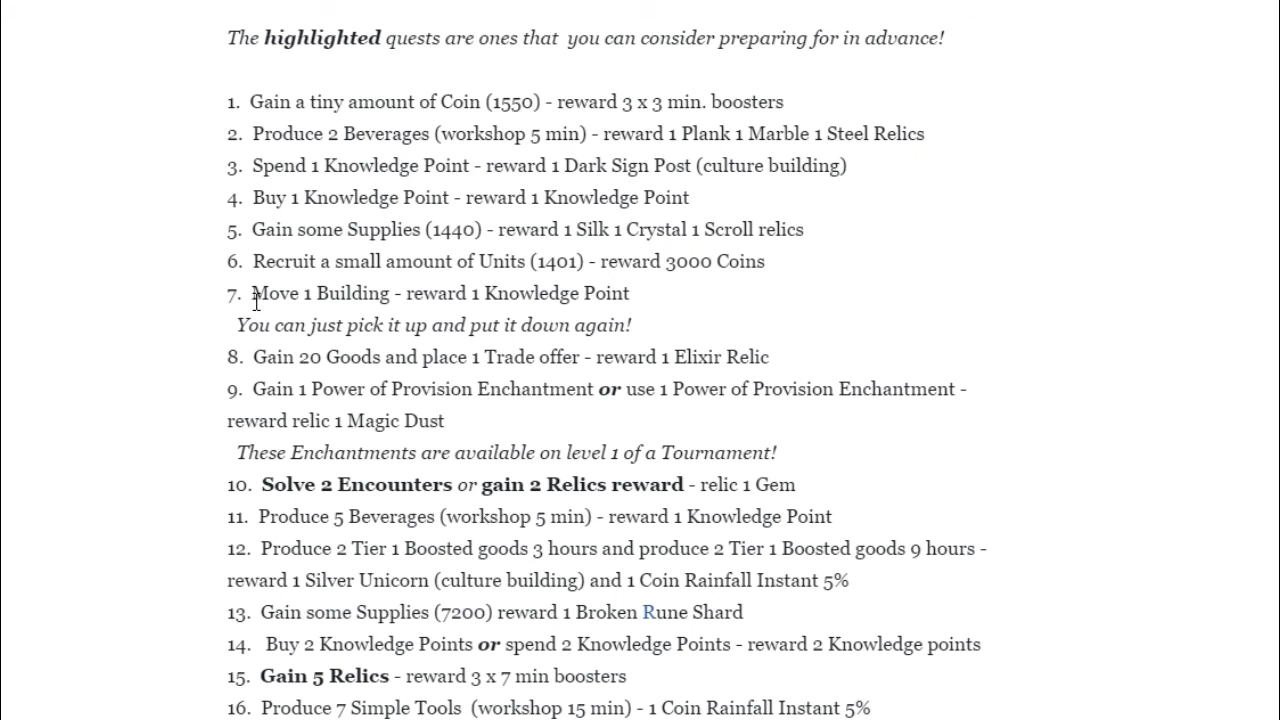 The highlighted quests are ones that you can consider preparing for in advance!
1. Gain a tiny amount of Coin (1550) - reward 3 x 3 min. boosters
2. Produce 2 Beverages (workshop 5 min) - reward 1 Plank 1 Marble 1 Steel Relics
3. Spend 1 Knowledge Point - reward 1 Dark Sign Post (culture building)
4. Buy 1 Knowledge Point - reward 1 Knowledge Point
5. Gain some Supplies (1440) - reward 1 Silk 1 Crystal 1 Scroll relics
6. Recruit a small amount of Units (1401) - reward 3000 Coins
7. Move 1 Building - reward 1 Knowledge Point
You can just pick it up and put it down again!
8. Gain 20 Goods and place 1 Trade offer - reward 1 Elixir Relic
9. Gain 1 Power of Provision Enchantment or use 1 Power of Provision Enchantment -
reward relic 1 Magic Dust
These Enchantments are available on level 1 of a Tournament!
10. Solve 2 Encounters or gain 2 Relics reward - relic 1 Gem
11. Produce 5 Beverages (workshop 5 min) - reward 1 Knowledge Point
12. Produce 2 Tier 1 Boosted goods 3 hours and produce 2 Tier 1 Boosted goods 9 hours -
reward 1 Silver Unicorn (culture building) and 1 Coin Rainfall Instant 5%
13. Gain some Supplies (7200) reward 1 Broken Rune Shard
14. Buy 2 Knowledge Points or spend 2 Knowledge Points - reward 2 Knowledge points
15. Gain 5 Relics - reward 3 x 7 min boosters
16. Produce 7 Simple Tools (workshop 15 min) - 1 Coin Rainfall Instant 5%